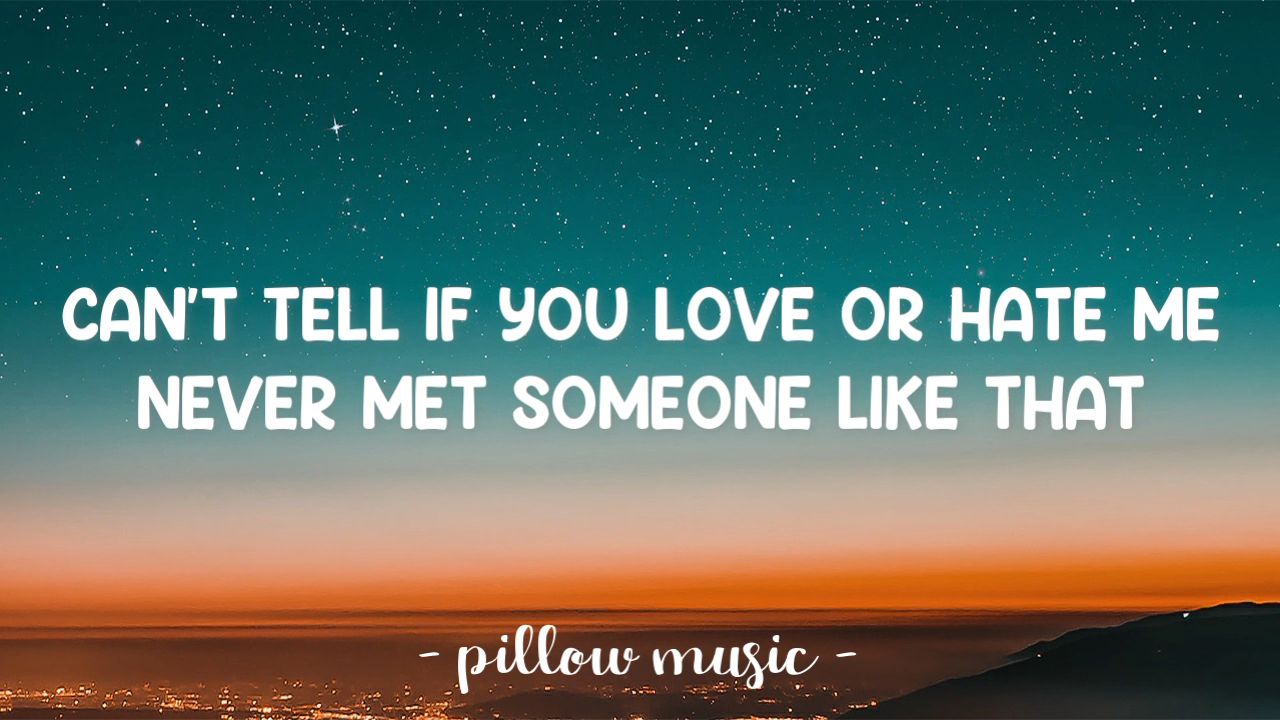 CAN'T TELL IF YOU LOVE OR HATE ME
NEVER MET SOMEONE LIKE THAT
- pillow music -